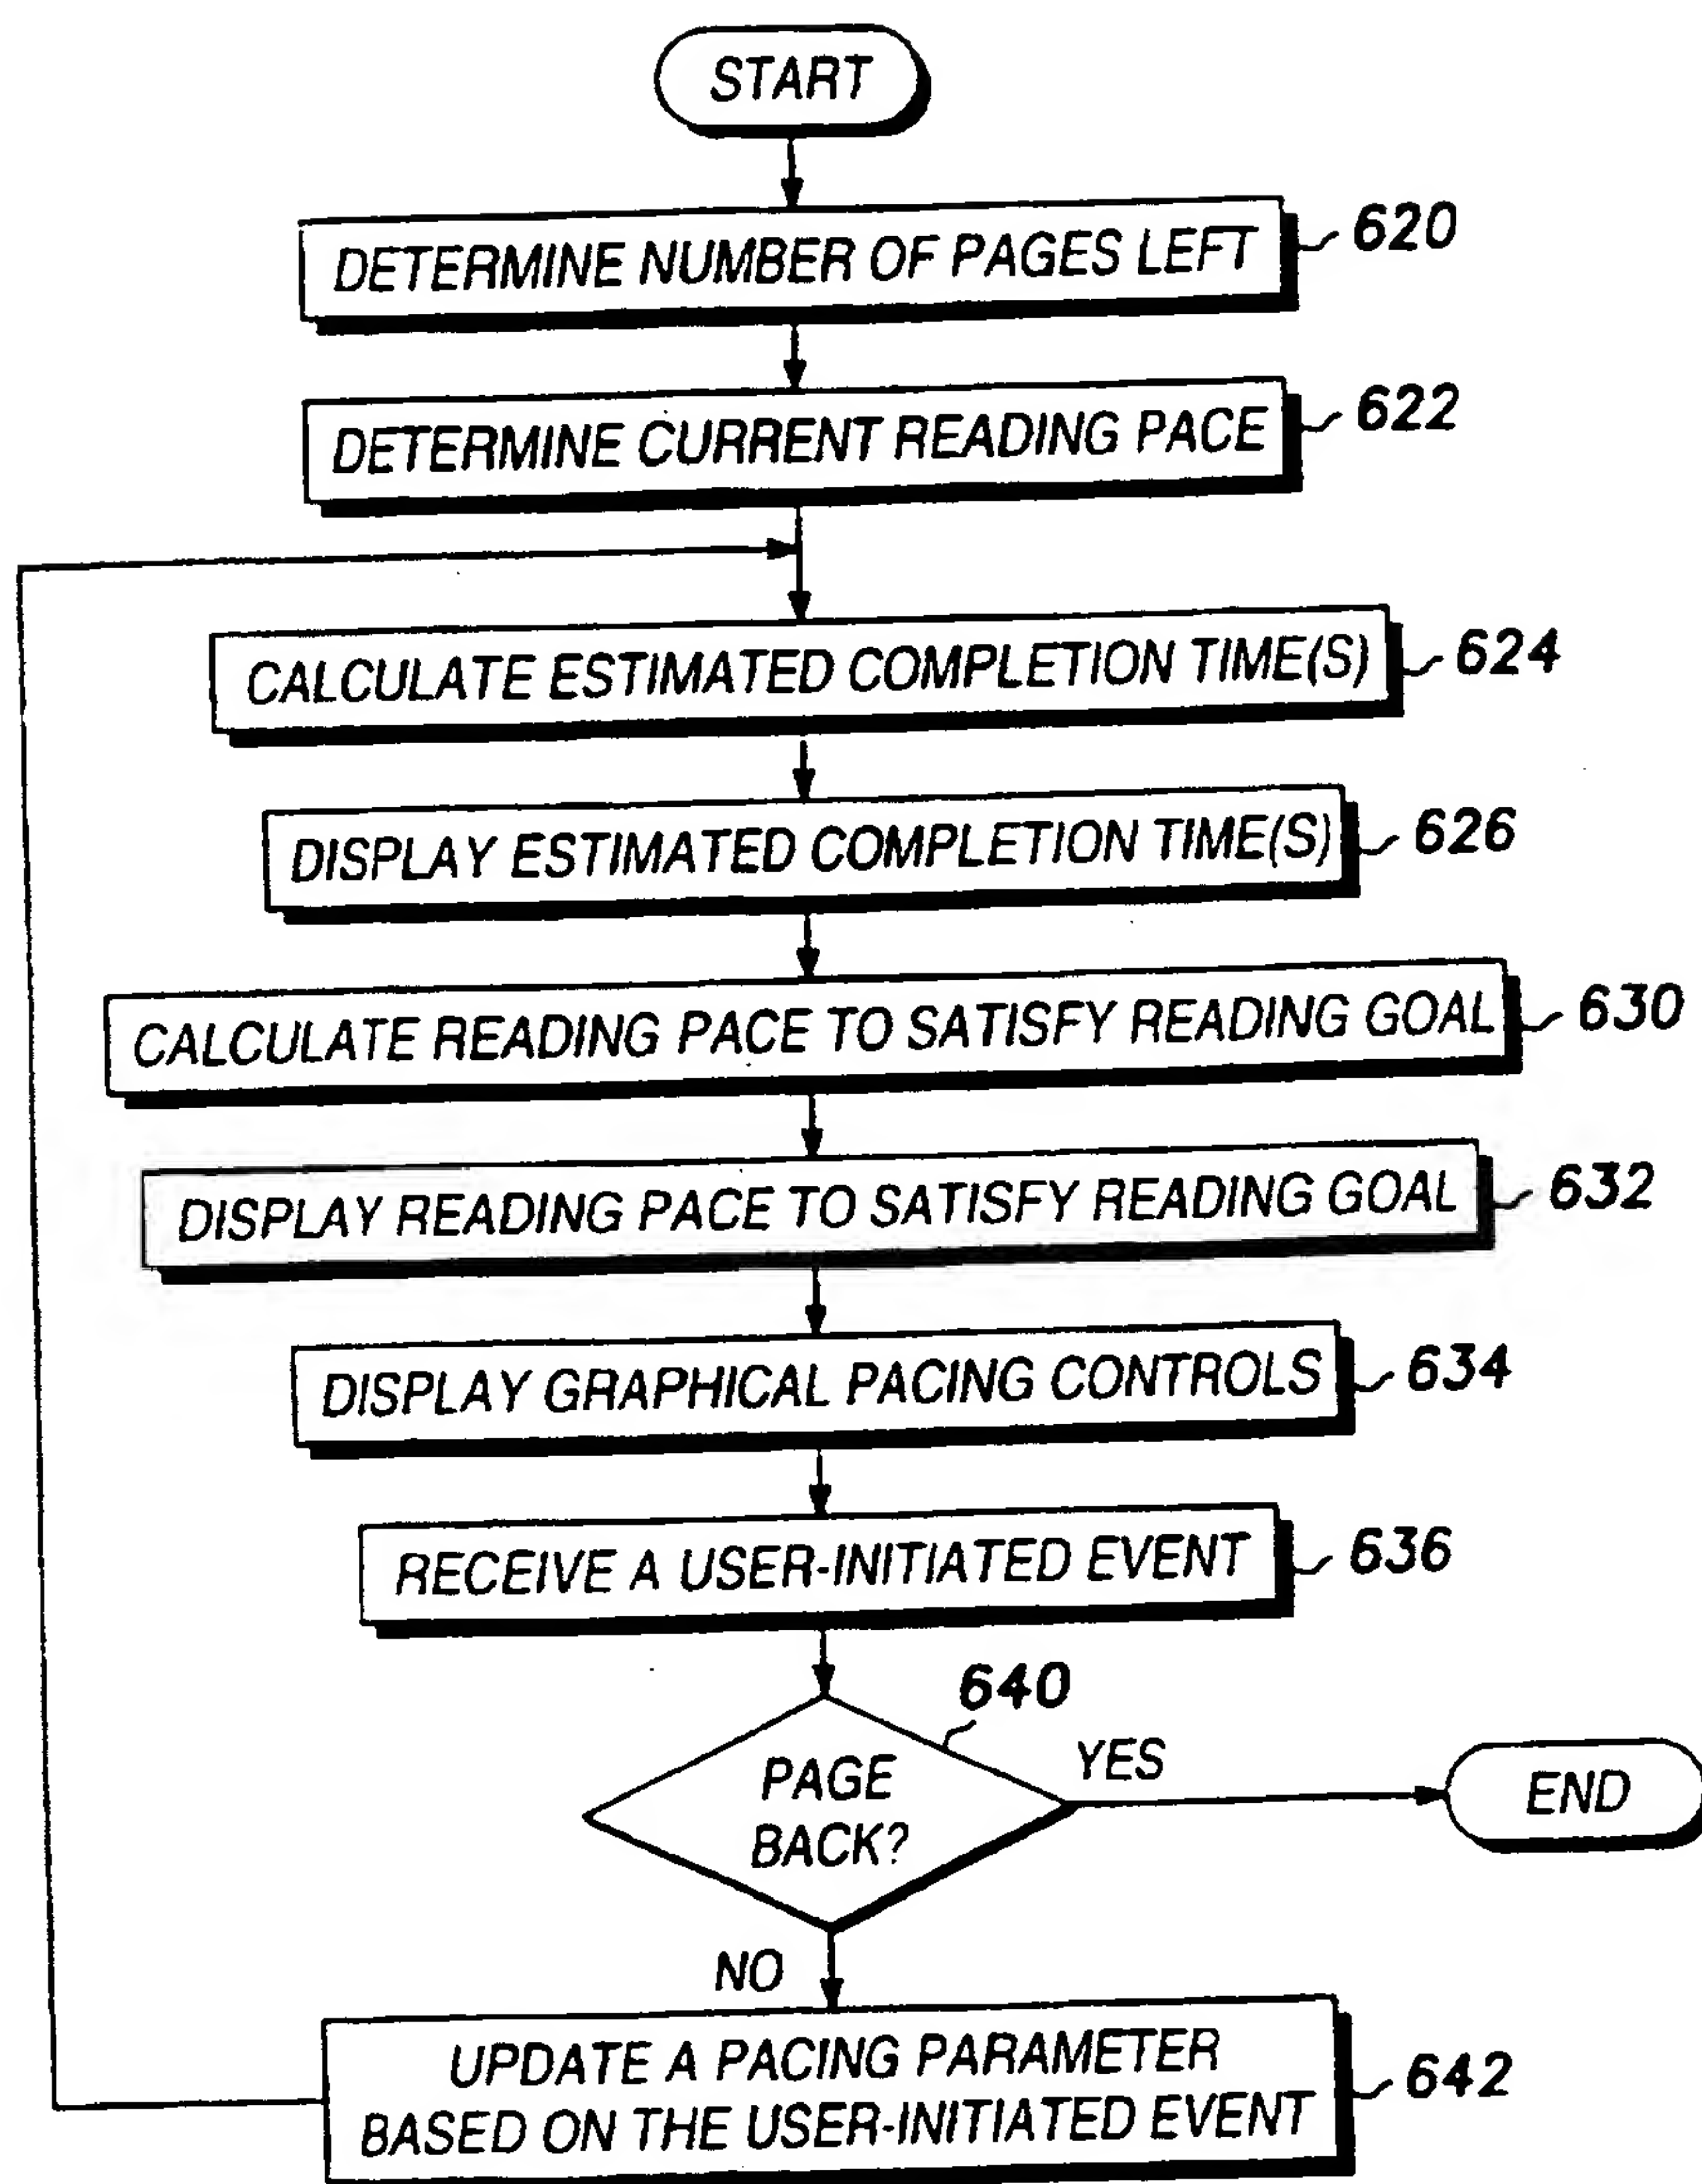 START
DETERMINE NUMBER OF PAGES LEFT
620
DETERMINE CURRENT READING PACE
622
CALCULATE ESTIMATED COMPLETION TIME(S)
624
DISPLAY ESTIMATED COMPLETION TIME(S)
626
CALCULATE READING PACE TO SATISFY READING GOAL
630
DISPLAY READING PACE TO SATISFY READING GOAL
632
DISPLAY GRAPHICAL PACING CONTROLS
634
RECEIVE A USER-INITIATED EVENT
636
640
PAGE
BACK?
YES
END
NO
UPDATE A PACING PARAMETER
BASED ON THE USER-INITIATED EVENT
642